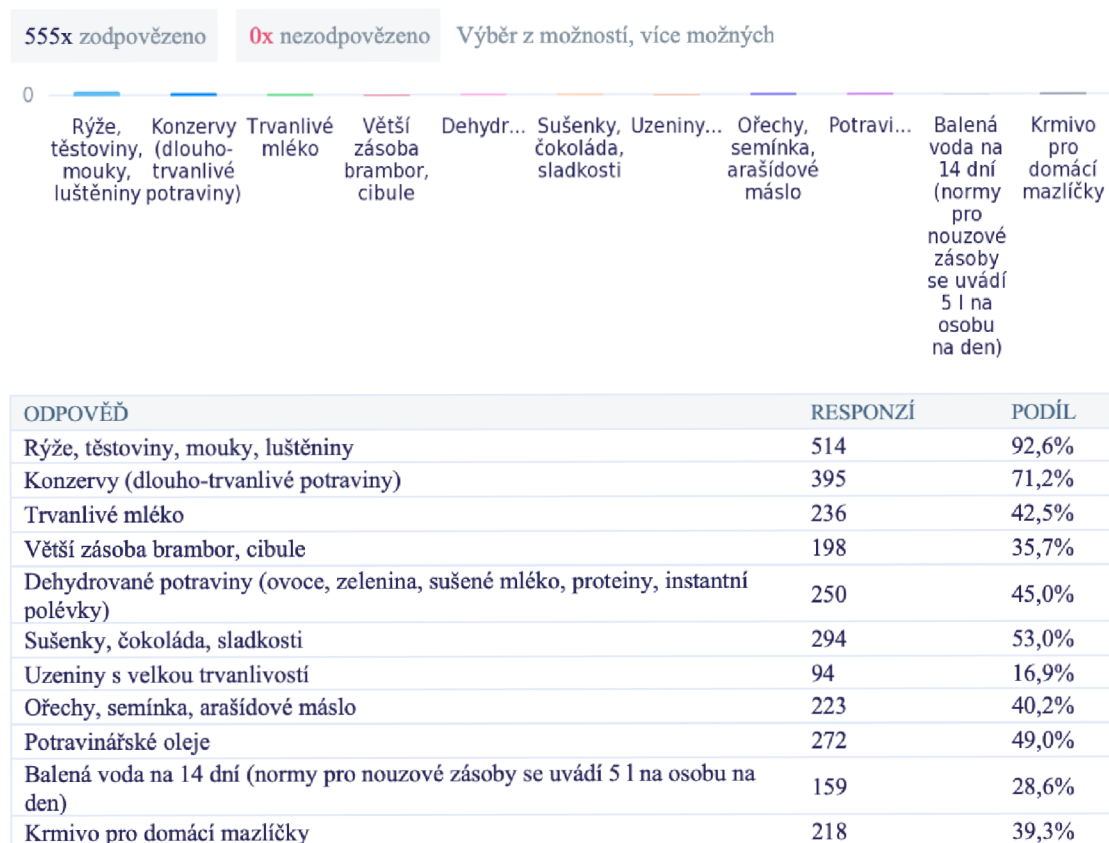 555x zodpovězeno 0x nezodpovězeno Výběr z možností, více možných
0
Rýže, těstoviny, mouky, luštěniny
Konzervy (dlouho-trvanlivé potraviny)
Trvanlivé mléko
Větší zásoba brambor, cibule
Dehydr...
Sušenky, čokoláda, sladkosti
Uzeniny...
Ořechy, semínka, arašídové máslo
Potravi...
Balená voda na 14 dní (normy pro nouzové zásoby se uvádí 5 l na osobu na den)
Krmivo pro domácí mazlíčky
ODPOVĚĎ RESPONZÍ PODÍL
Rýže, těstoviny, mouky, luštěniny 514 92,6%
Konzervy (dlouho-trvanlivé potraviny) 395 71,2%
Trvanlivé mléko 236 42,5%
Větší zásoba brambor, cibule 198 35,7%
Dehydrované potraviny (ovoce, zelenina, sušené mléko, proteiny, instantní
polévky) 250 45,0%
Sušenky, čokoláda, sladkosti 294 53,0%
Uzeniny s velkou trvanlivostí 94 16,9%
Ořechy, semínka, arašídové máslo 223 40,2%
Potravinářské oleje 272 49,0%
Balená voda na 14 dní (normy pro nouzové zásoby se uvádí 5 l na osobu na
den) 159 28,6%
Krmivo pro domácí mazlíčky 218 39,3%